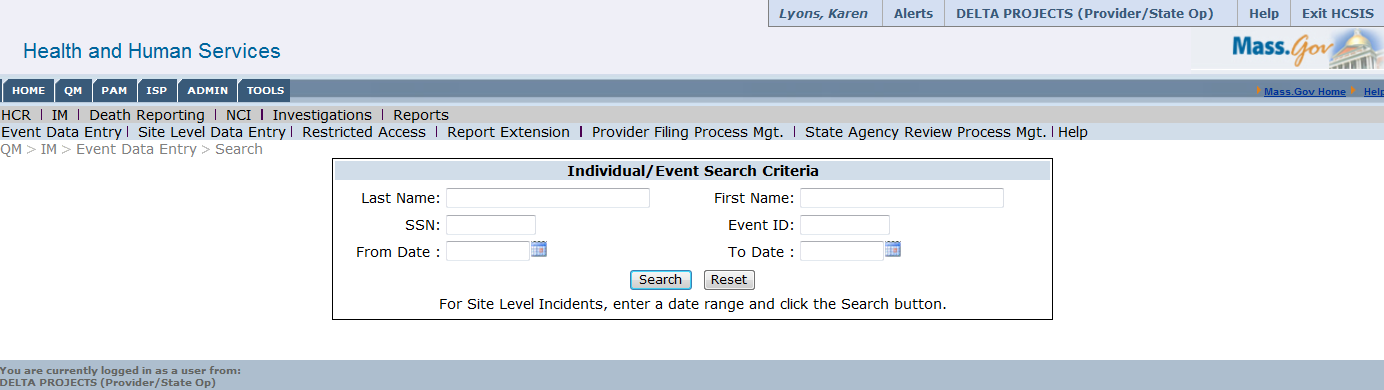 Lyons, Karen Alerts DELTA PROJECTS (Provider/State Op) Help Exit HCSIS
Health and Human Services
Mass.Gov
HOME QM PAM ISP ADMIN TOOLS
Mass.Gov Home Help
HCR | IM | Death Reporting | NCI | Investigations | Reports
Event Data Entry | Site Level Data Entry | Restricted Access | Report Extension | Provider Filing Process Mgt. | State Agency Review Process Mgt. | Help
QM > IM > Event Data Entry > Search
Individual/Event Search Criteria
Last Name: First Name:
SSN: Event ID:
From Date : To Date :
Search Reset
For Site Level Incidents, enter a date range and click the Search button.
You are currently logged in as a user from:
DELTA PROJECTS (Provider/State Op)